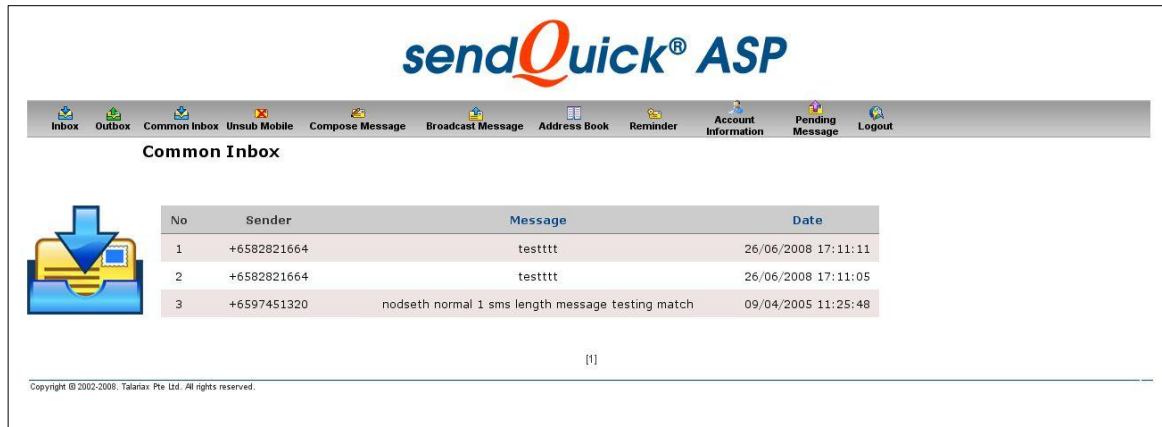 sendQuick® ASP
Inbox Outbox Common Inbox Unsub Mobile Compose Message Broadcast Message Address Book Reminder Account Information Pending Message Logout
Common Inbox
No Sender Message Date
1 +6582821664 testttt 26/06/2008 17:11:11
2 +6582821664 testttt 26/06/2008 17:11:05
3 +6597451320 nodseth normal 1 sms length message testing match 09/04/2005 11:25:48
[1]
Copyright © 2002-2008. Talariax Pte Ltd. All rights reserved.